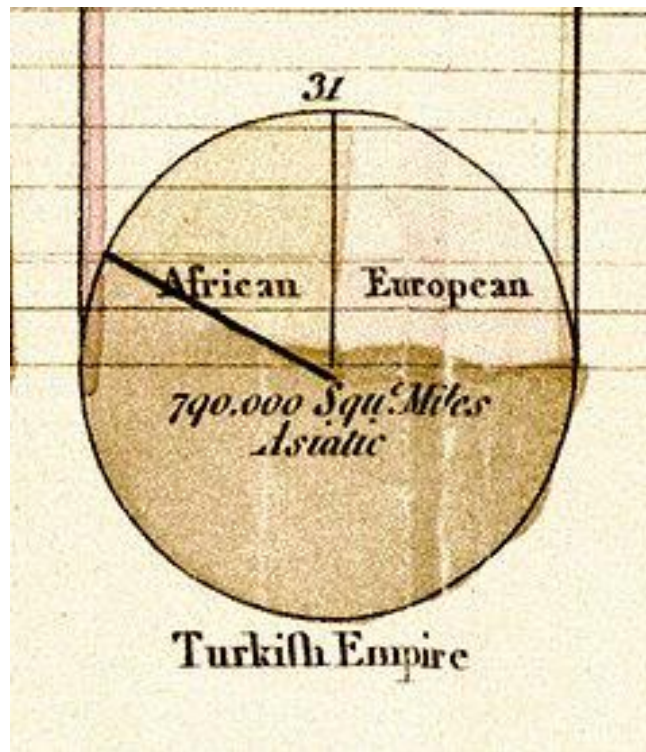 31
African European
790.000 Squ. Miles
Asiatic
Turkiſh Empire